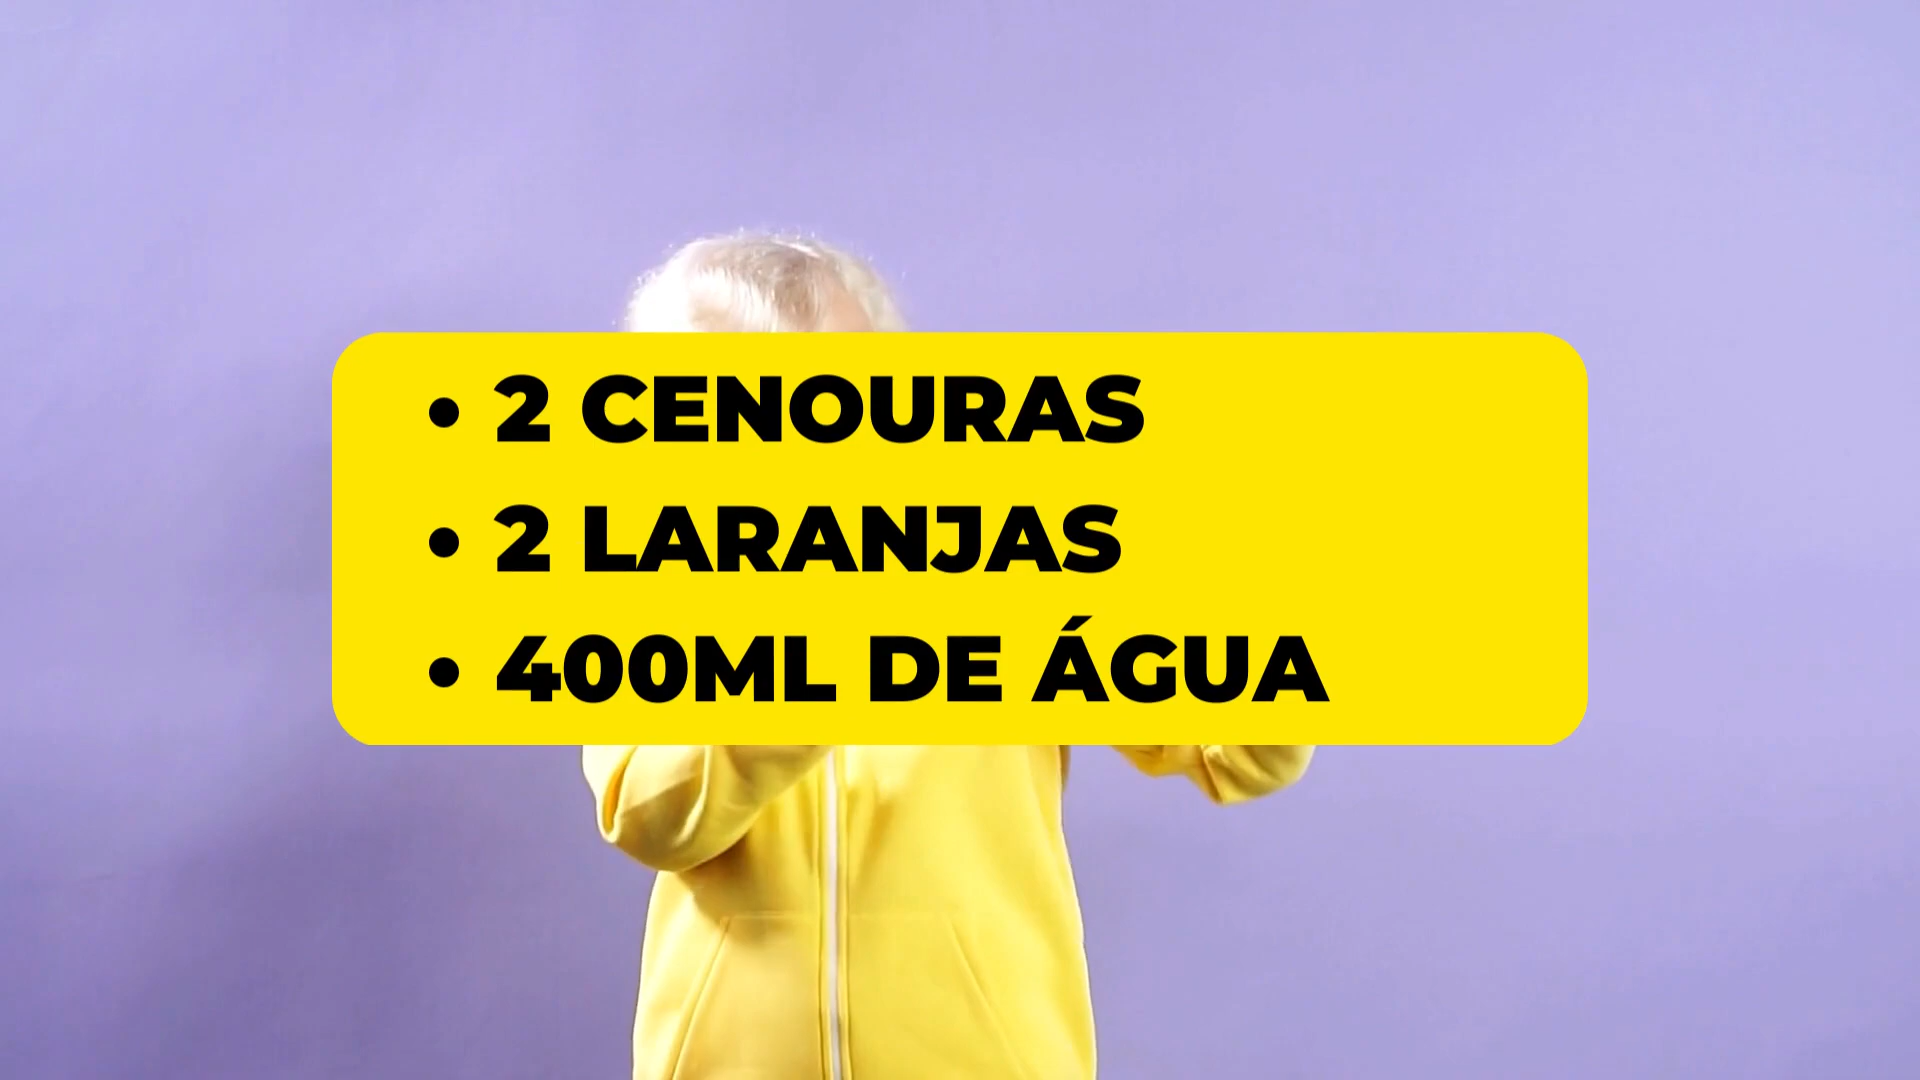 • 2 CENOURAS
• 2 LARANJAS
• 400ML DE ÁGUA